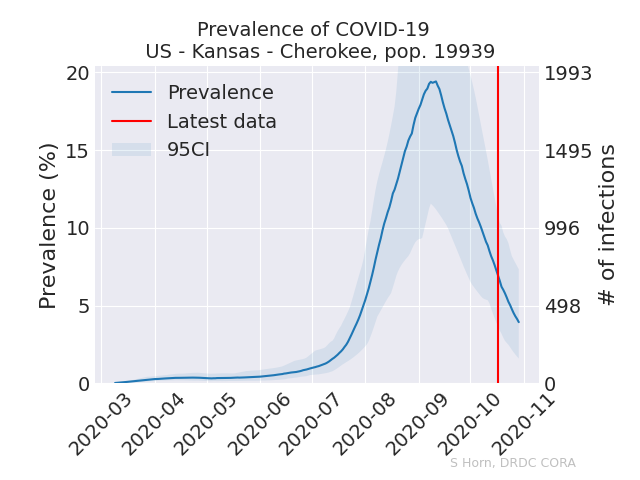 Prevalence of COVID-19
US - Kansas - Cherokee, pop. 19939
Prevalence
Latest data
95CI
Prevalence (%)
20
15
10
5
0
1993
1495
996
498
0
# of infections
2020-03
2020-04
2020-05
2020-06
2020-07
2020-08
2020-09
2020-10
2020-11
S Horn, DRDC CORA